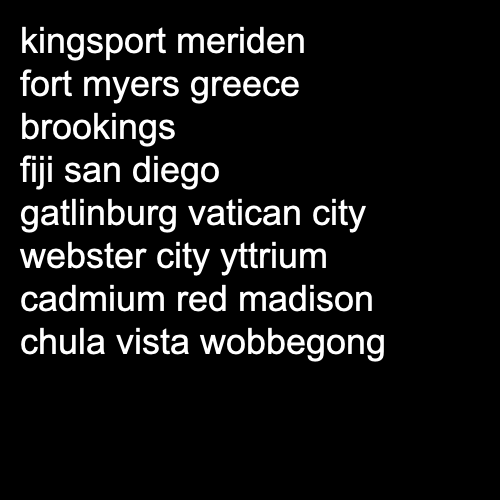 kingsport meriden
fort myers greece
brookings
fiji san diego
gatlinburg vatican city
webster city yttrium
cadmium red madison
chula vista wobbegong